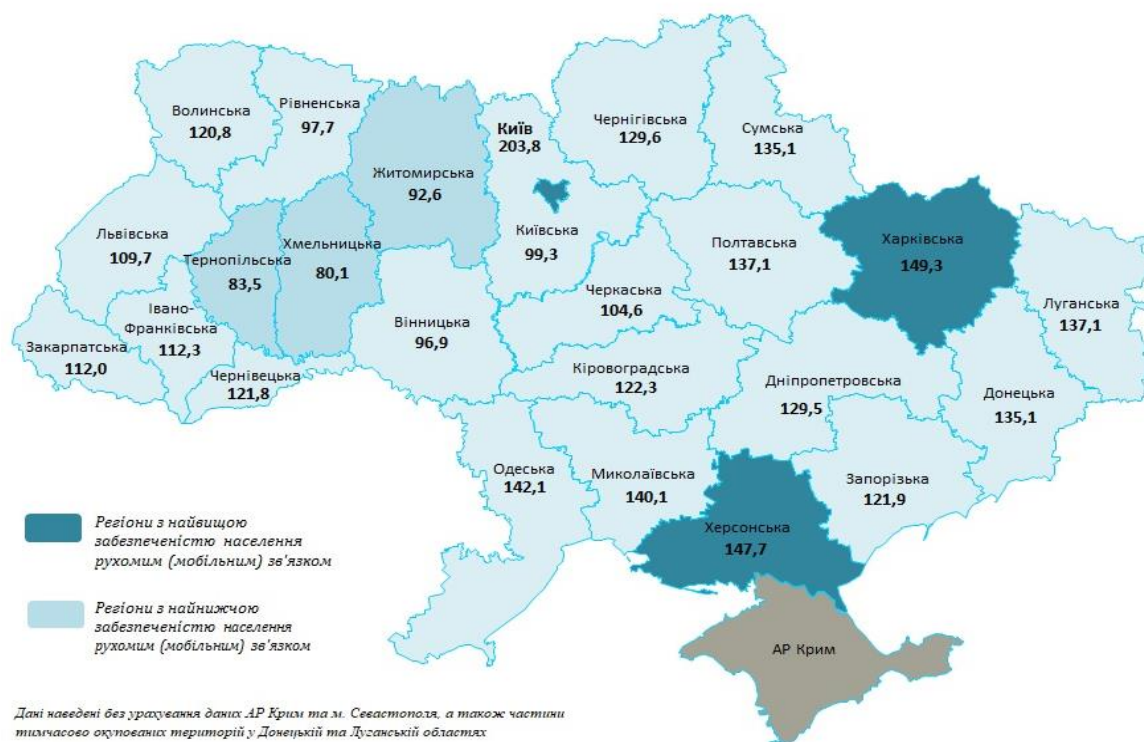 Волинська
120,8
Рівненська
97,7
Житомирська
92,6
Київ
203,8
Чернігівська
129,6
Сумська
135,1
Львівська
109,7
Тернопільська
83,5
Хмельницька
80,1
Київська
99,3
Полтавська
137,1
Харківська
149,3
Луганська
137,1
Закарпатська
112,0
Івано-
Франківська
112,3
Чернівецька
121,8
Вінницька
96,9
Черкаська
104,6
Кіровоградська
122,3
Дніпропетровська
129,5
Донецька
135,1
Одеська
142,1
Миколаївська
140,1
Запорізька
121,9
Херсонська
147,7
АР Крим
Регіони з найвищою
забезпеченістю населення
рухомим (мобільним) зв'язком
Регіони з найнижчою
забезпеченістю населення
рухомим (мобільним) зв'язком
Дані наведені без урахування даних АР Крим та м. Севастополя, а також частини
тимчасово окупованих територій у Донецькій та Луганській областях